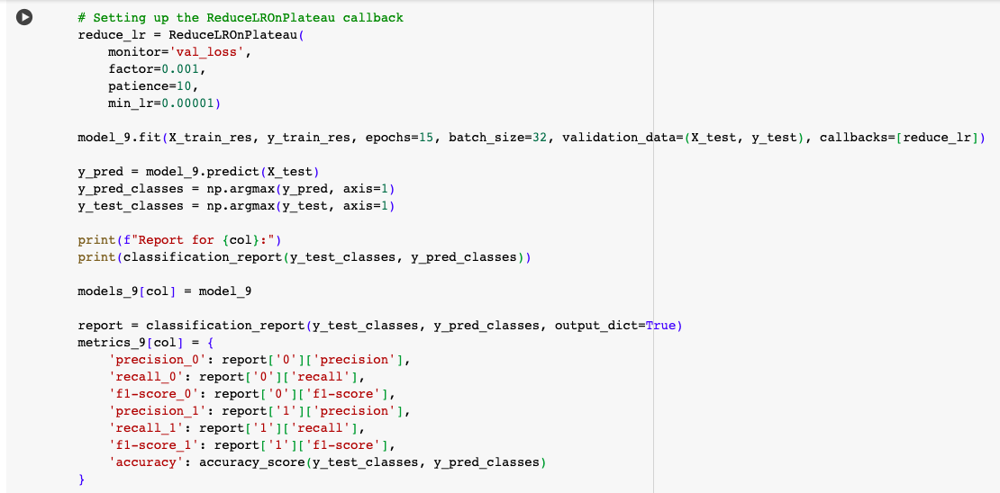 # Setting up the ReduceLROnPlateau callback
reduce_lr = ReduceLROnPlateau(
    monitor='val_loss',
    factor=0.001,
    patience=10,
    min_lr=0.00001)
model_9.fit(X_train_res, y_train_res, epochs=15, batch_size=32, validation_data=(X_test, y_test), callbacks=[reduce_lr])
y_pred = model_9.predict(X_test)
y_pred_classes = np.argmax(y_pred, axis=1)
y_test_classes = np.argmax(y_test, axis=1)
print(f"Report for {col}:")
print(classification_report(y_test_classes, y_pred_classes))
models_9[col] = model_9
report = classification_report(y_test_classes, y_pred_classes, output_dict=True)
metrics_9[col] = {
    'precision_0': report['0']['precision'],
    'recall_0': report['0']['recall'],
    'f1-score_0': report['0']['f1-score'],
    'precision_1': report['1']['precision'],
    'recall_1': report['1']['recall'],
    'f1-score_1': report['1']['f1-score'],
    'accuracy': accuracy_score(y_test_classes, y_pred_classes)
}